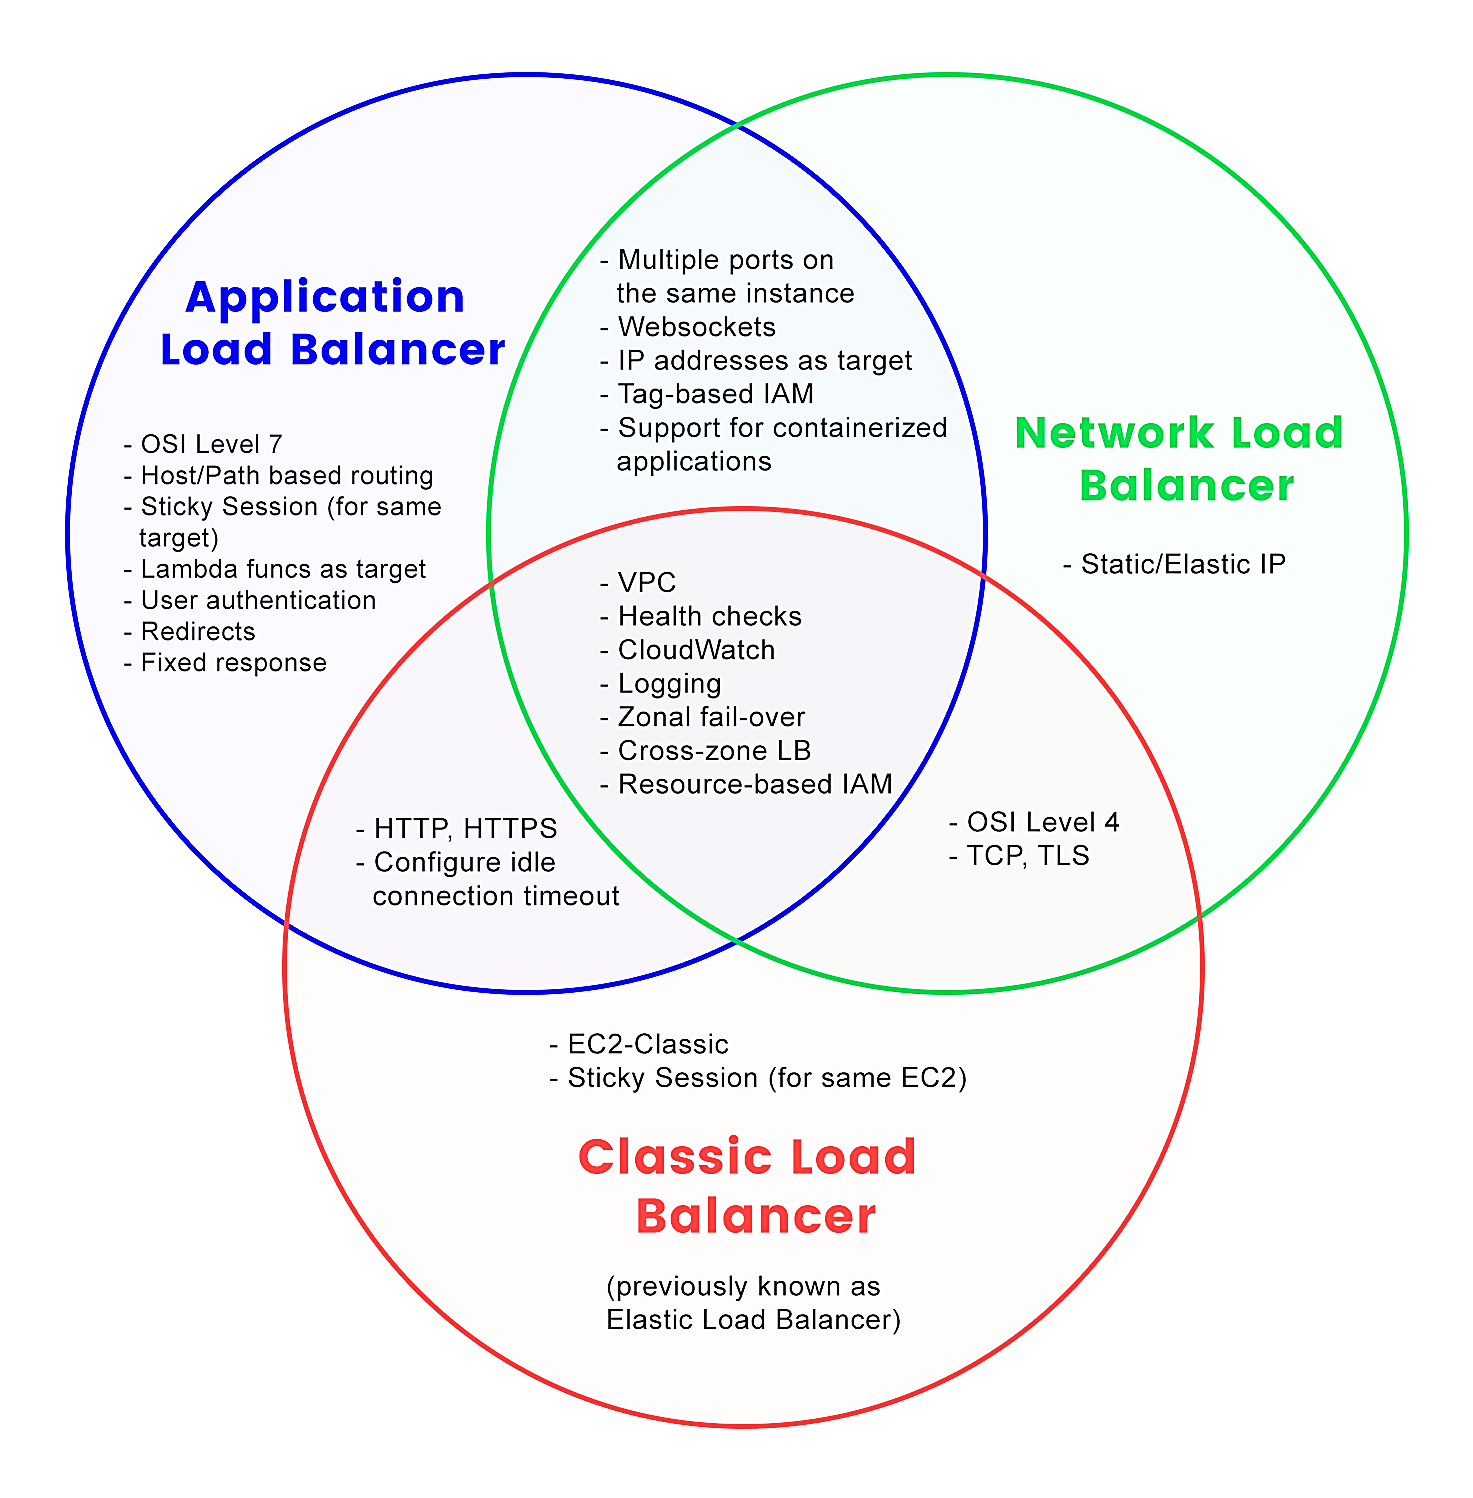 Application
Load Balancer
- OSI Level 7
- Host/Path based routing
- Sticky Session (for same
target)
- Lambda funcs as target
- User authentication
- Redirects
- Fixed response
- Multiple ports on
the same instance
- Websockets
- IP addresses as target
- Tag-based IAM
- Support for containerized
applications
Network Load
Balancer
- Static/Elastic IP
- VPC
- Health checks
- CloudWatch
- Logging
- Zonal fail-over
- Cross-zone LB
- Resource-based IAM
- HTTP, HTTPS
- Configure idle
connection timeout
- OSI Level 4
- TCP, TLS
- EC2-Classic
- Sticky Session (for same EC2)
Classic Load
Balancer
(previously known as
Elastic Load Balancer)